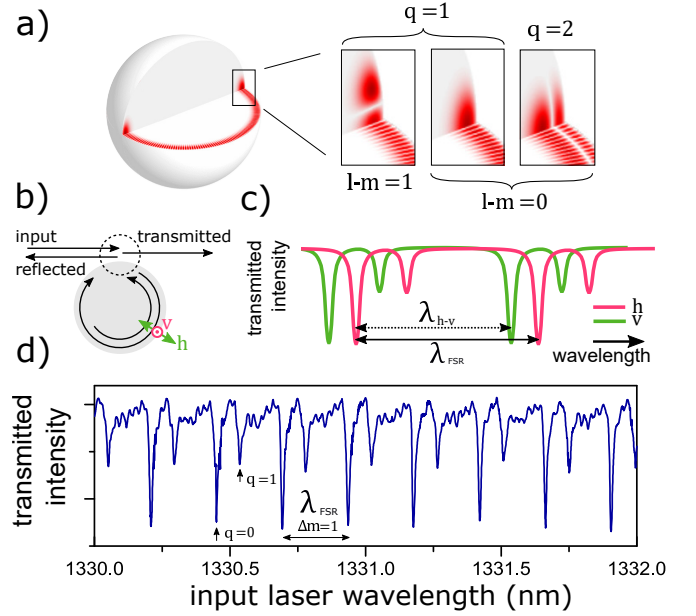 a)
q=1
q=2
l-m=1
l-m=0
b)
input
transmitted
reflected
v
h
c)
transmitted
intensity
λh-v
λFSR
h
v
wavelength
d)
transmitted
intensity
q=1
q=0
λFSR
Δm=1
1330.0
1330.5
1331.0
1331.5
1332.0
input laser wavelength (nm)